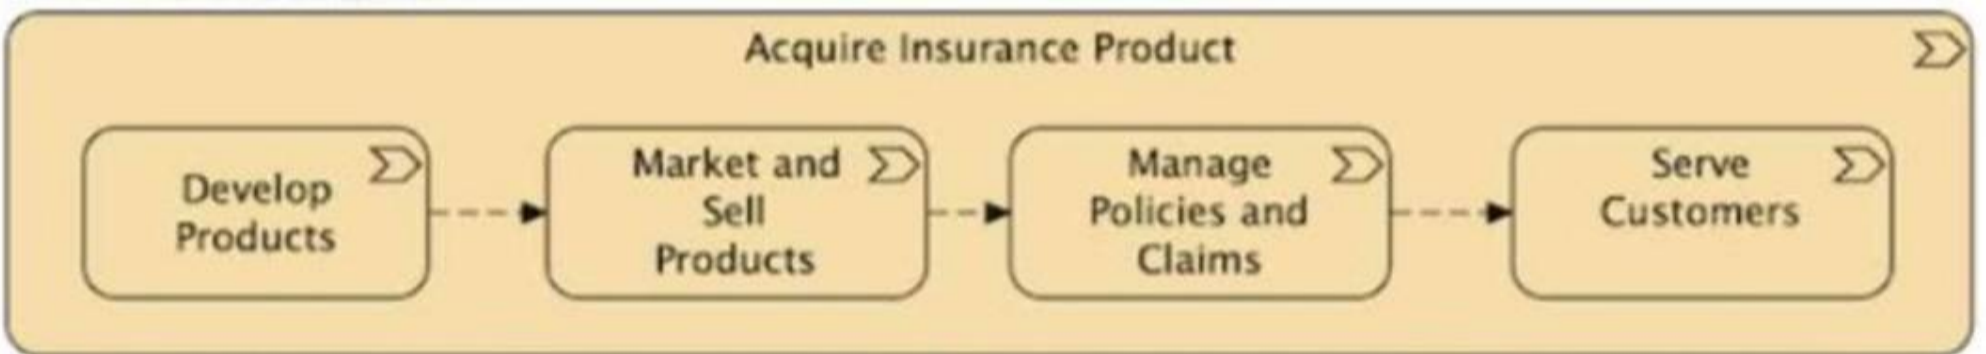 Acquire Insurance Product
Develop
Products
Market and
Sell
Products
Manage
Policies and
Claims
Serve
Customers